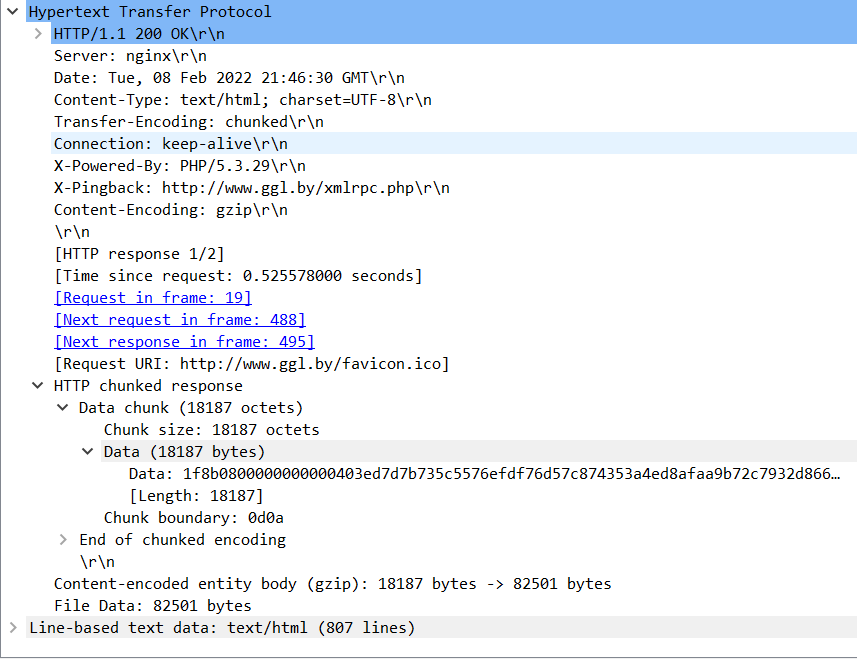 Hypertext Transfer Protocol
HTTP/1.1 200 OK\r\n
Server: nginx\r\n
Date: Tue, 08 Feb 2022 21:46:30 GMT\r\n
Content-Type: text/html; charset=UTF-8\r\n
Transfer-Encoding: chunked\r\n
Connection: keep-alive\r\n
X-Powered-By: PHP/5.3.29\r\n
X-Pingback: http://www.ggl.by/xmlrpc.php\r\n
Content-Encoding: gzip\r\n
\r\n
[HTTP response 1/2]
[Time since request: 0.525578000 seconds]
[Request in frame: 19]
[Next request in frame: 488]
[Next response in frame: 495]
[Request URI: http://www.ggl.by/favicon.ico]
HTTP chunked response
Data chunk (18187 octets)
Chunk size: 18187 octets
Data (18187 bytes)
Data: 1f8b0800000000000403ed7d7b735c5576efdf76d57c874353a4ed8afaa9b72c7932d866…
[Length: 18187]
Chunk boundary: 0d0a
End of chunked encoding
\r\n
Content-encoded entity body (gzip): 18187 bytes -> 82501 bytes
File Data: 82501 bytes
Line-based text data: text/html (807 lines)